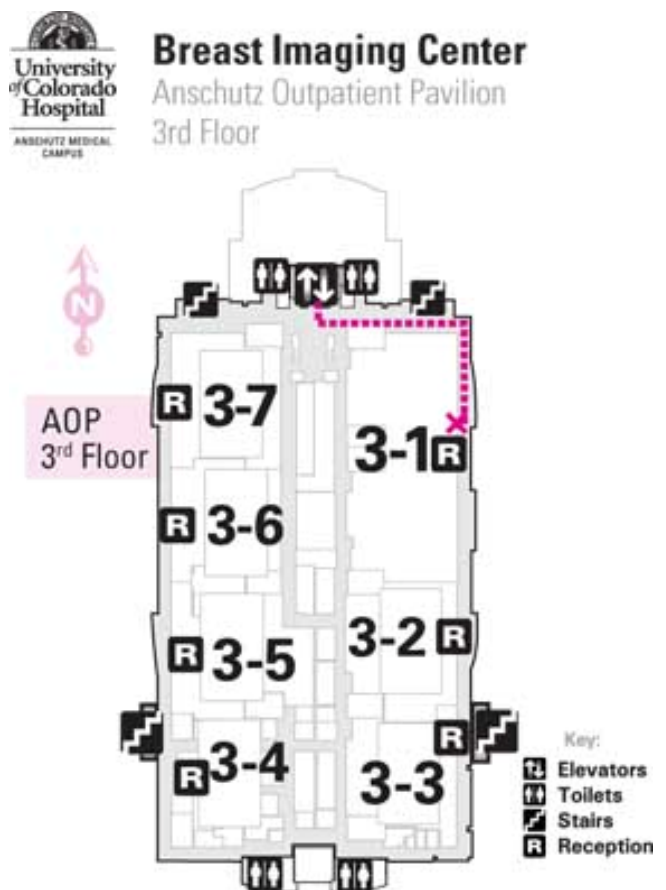 University
of Colorado
Hospital
ANSCHUTZ MEDICAL
CAMPUS
Breast Imaging Center
Anschutz Outpatient Pavilion
3rd Floor
N
AOP
3rd Floor
R 3-7
3-1 R
R 3-6
R 3-5
3-2 R
R 3-4
3-3 R
Key:
Elevators
Toilets
Stairs
R Reception